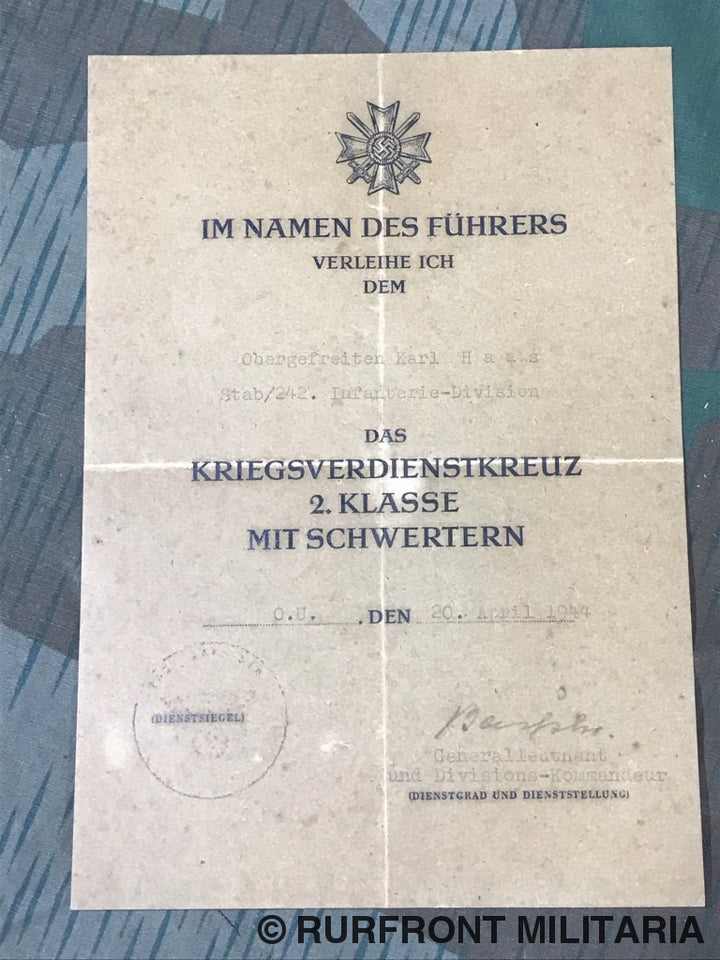 IM NAMEN DES FÜHRERS
VERLEIHE ICH
DEM
Obergefreiten Karl H a a s
Stab/242. Infanterie-Division
DAS
KRIEGSVERDIENSTKREUZ
2. KLASSE
MIT SCHWERTERN
O.U. , DEN 20. April 1944
(DIENSTSIEGEL)
Generalleutnant
und Divisions-Kommandeur
(DIENSTGRAD UND DIENSTSTELLUNG)
© RURFRONT MILITARIA